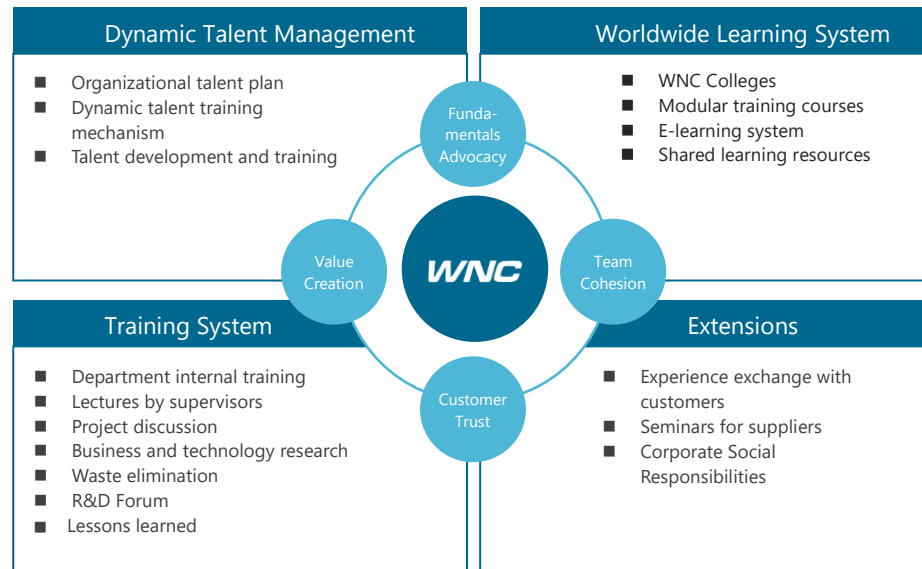 Dynamic Talent Management
Organizational talent plan
Dynamic talent training
mechanism
Talent development and training
Worldwide Learning System
WNC Colleges
Modular training courses
E-learning system
Shared learning resources
Funda-
mentals
Advocacy
Value
Creation
WNC
Team
Cohesion
Customer
Trust
Training System
Department internal training
Lectures by supervisors
Project discussion
Business and technology research
Waste elimination
R&D Forum
Lessons learned
Extensions
Experience exchange with
customers
Seminars for suppliers
Corporate Social
Responsibilities